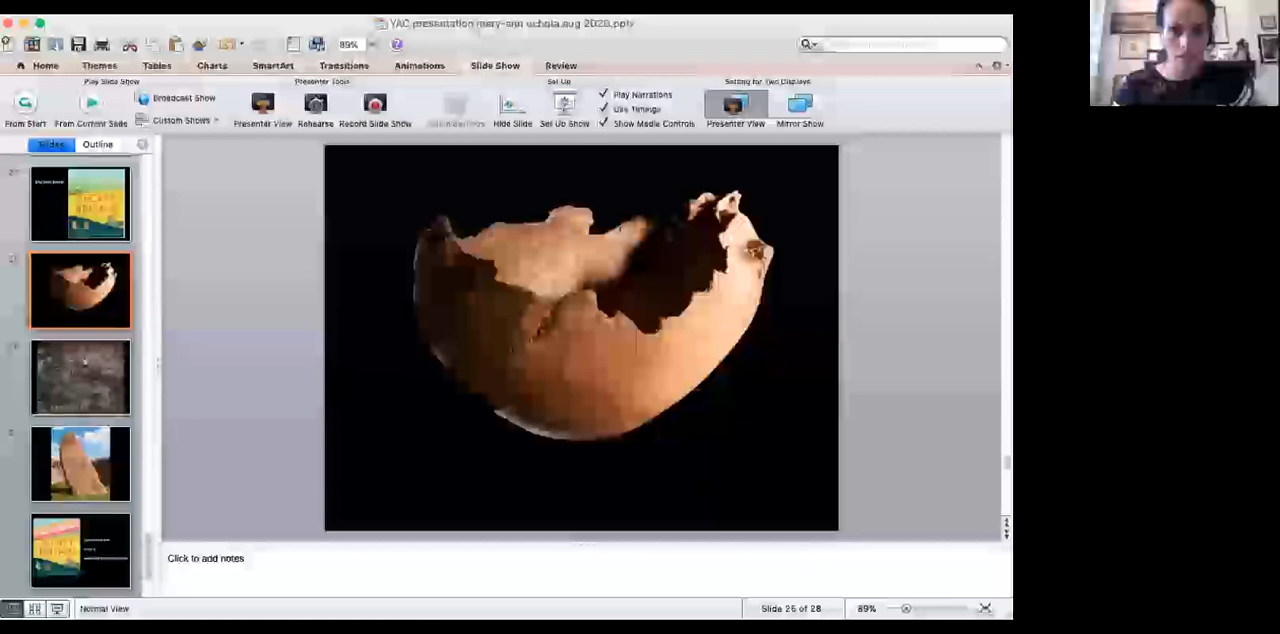 YAC presentation mary-ann ochota aug 2020.pptx
89%
Home Themes Tables Charts SmartArt Transitions Animations Slide Show Review
Play Slide Show Presenter Tools Set Up Setting for Two Displays
From Start From Current Slide Broadcast Show Custom Shows Presenter View Rehearse Record Slide Show Hide Slide Set Up Show
Play Narrations
Use Timings
Show Media Controls
Presenter View Mirror Show
Slides Outline
Click to add notes
Normal View Slide 25 of 28 89%